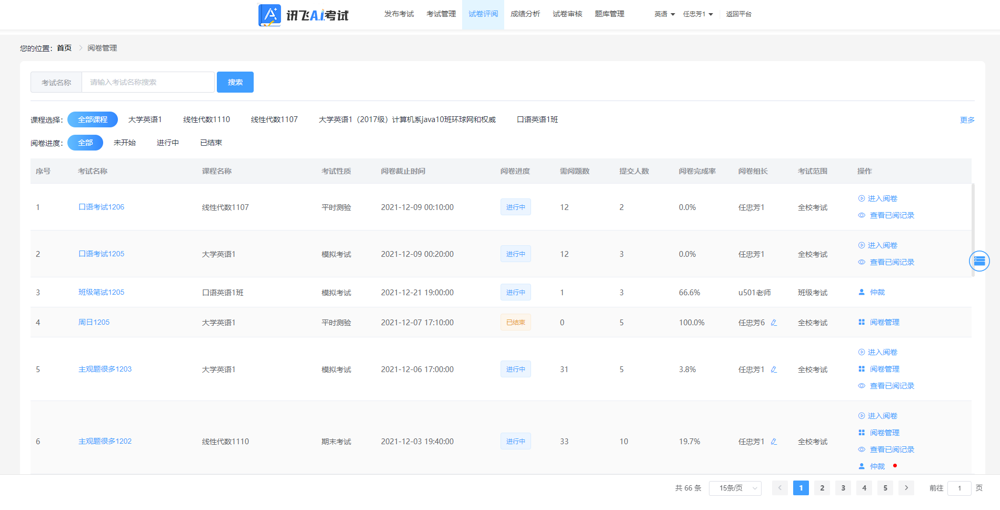 讯飞A.i.考试 发布考试 考试管理 试卷评阅 成绩分析 试卷审核 题库管理 英语 任忠芳1 返回平台
您的位置: 首页 阅卷管理
考试名称 请输入考试名称搜索 搜索
课程选择: 全部课程 大学英语1 线性代数1110 线性代数1107 大学英语1（2017级）计算机系java10班环球网和权威 口语英语1班 更多
阅卷进度: 全部 未开始 进行中 已结束
序号 考试名称 课程名称 考试性质 阅卷截止时间 阅卷进度 需阅题数 提交人数 阅卷完成率 阅卷组长 考试范围 操作
1 口语考试1206 线性代数1107 平时测验 2021-12-09 00:10:00 进行中 12 2 0.0% 任忠芳1 全校考试 进入阅卷
查看已阅记录
2 口语考试1205 大学英语1 模拟考试 2021-12-09 00:20:00 进行中 12 3 0.0% 任忠芳1 全校考试 进入阅卷
查看已阅记录
3 班级笔试1205 口语英语1班 模拟考试 2021-12-21 19:00:00 进行中 1 3 66.6% u501老师 班级考试 仲裁
4 周日1205 大学英语1 平时测验 2021-12-07 17:10:00 已结束 0 5 100.0% 任忠芳6 全校考试 阅卷管理
5 主观题很多1203 大学英语1 模拟考试 2021-12-06 17:00:00 进行中 31 5 3.8% 任忠芳1 全校考试 进入阅卷
阅卷管理
查看已阅记录
6 主观题很多1202 线性代数1110 期末考试 2021-12-03 19:40:00 进行中 33 10 19.7% 任忠芳1 全校考试 进入阅卷
阅卷管理
查看已阅记录
仲裁
共 66 条 15条/页 1 2 3 4 5 前往 1 页